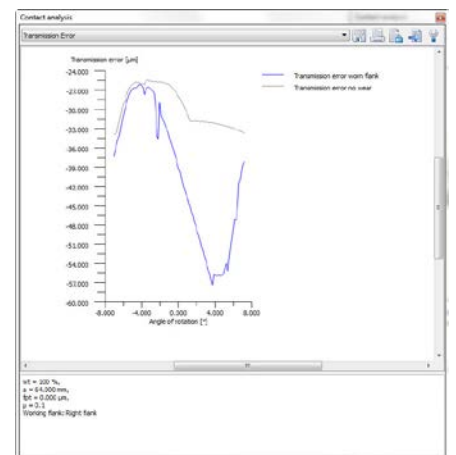 Contact analysis
Transmission Error
Transmission error [µm]
Transmission error worn flank
Transmission error no wear
-24.000
-27.000
-30.000
-33.000
-36.000
-39.000
-42.000
-45.000
-48.000
-51.000
-54.000
-57.000
-60.000
-8.000 -4.000 0.000 4.000 8.000
Angle of rotation [°]
wt = 100 %,
a = 64.000 mm,
fpt = 0.000 µm,
µ = 0.1
Working flank: Right flank